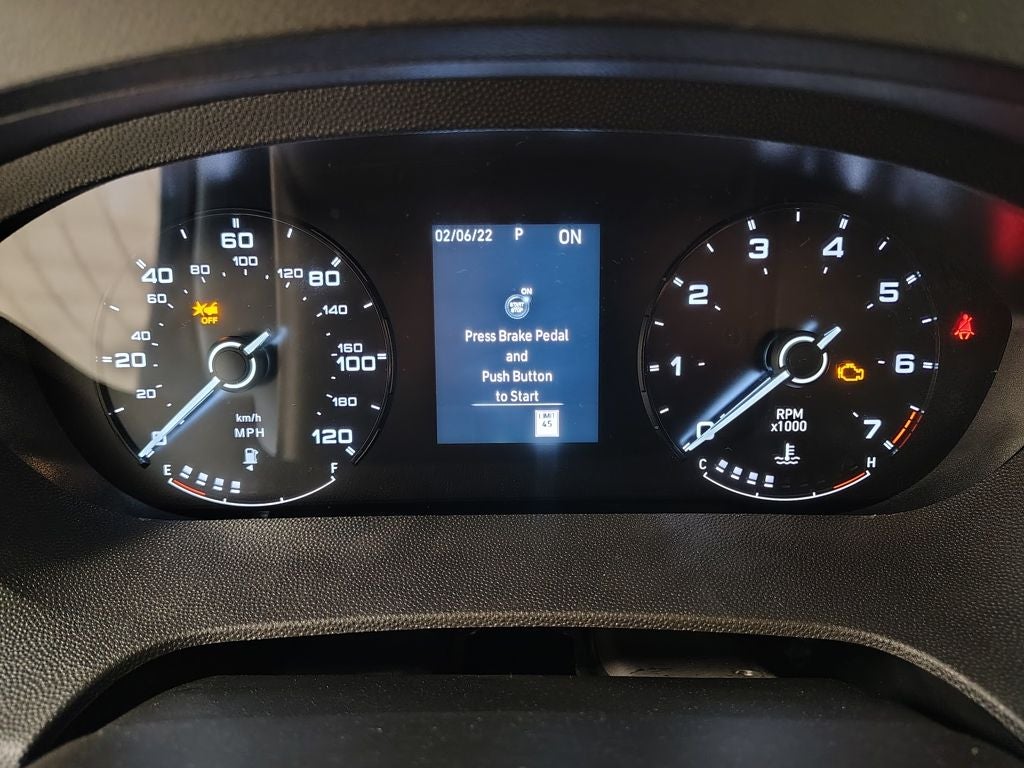 02/06/22 P ON
ON
START
STOP
Press Brake Pedal
and
Push Button
to Start
LIMIT
45
20
40
60
80
100
120
20
40
60
80
100
120
140
160
180
OFF
km/h
MPH
E F
0
1
2
3
4
5
6
7
RPM
x1000
C H